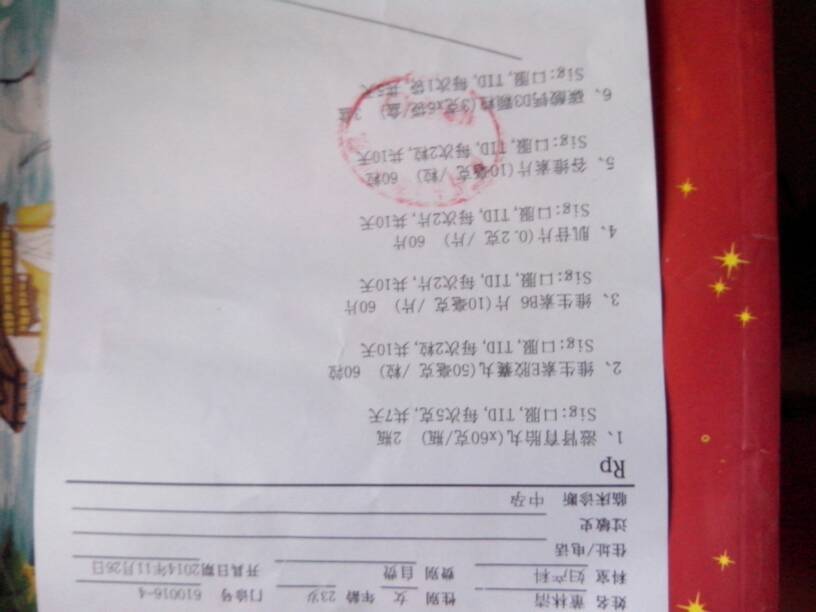 姓名 董林清 性别 女 年龄 23岁 门诊号 610016-4
科室 妇产科 费别 自费 开具日期 2014年11月26日
住址/电话
过敏史
临床诊断 中孕
Rp
1、滋肾育胎丸(x60克/瓶) 2瓶
Sig:口服, TID, 每次5克, 共7天
2、维生素E胶囊丸(50毫克 /粒) 60粒
Sig:口服, TID, 每次2粒, 共10天
3、维生素B6 片(10毫克 /片) 60片
Sig:口服, TID, 每次2片, 共10天
4、肌苷片(0.2克 /片) 60片
Sig:口服, TID, 每次2片, 共10天
5、谷维素片(10毫克 /粒) 60粒
Sig:口服, TID, 每次2粒, 共10天
6、碳酸钙D3颗粒(3克x6袋/盒) 3盒
Sig:口服, TID, 每次1袋, 共5天